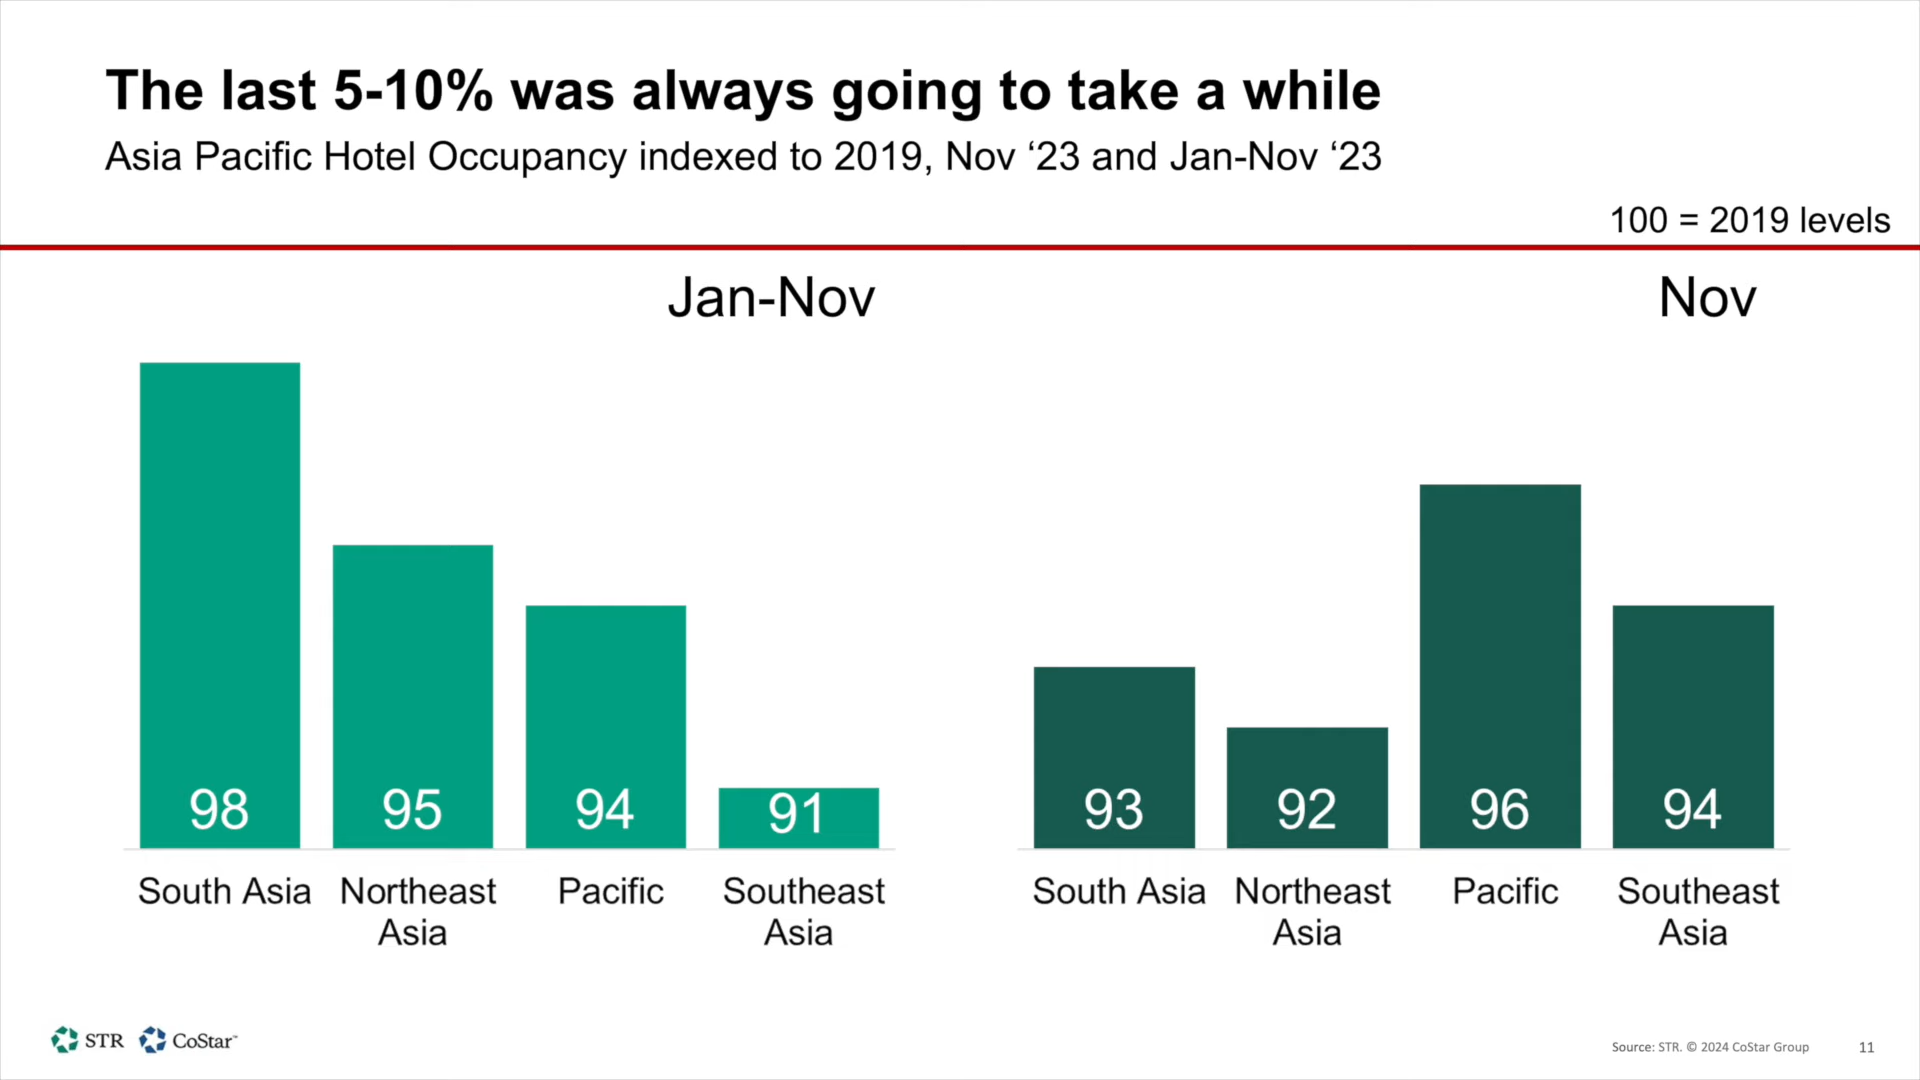 The last 5-10% was always going to take a while
Asia Pacific Hotel Occupancy indexed to 2019, Nov ‘23 and Jan-Nov ‘23
100 = 2019 levels
Jan-Nov
98
95
94
91
South Asia
Northeast
Asia
Pacific
Southeast
Asia
Nov
93
92
96
94
South Asia
Northeast
Asia
Pacific
Southeast
Asia
STR
CoStar™
Source: STR. © 2024 CoStar Group
11